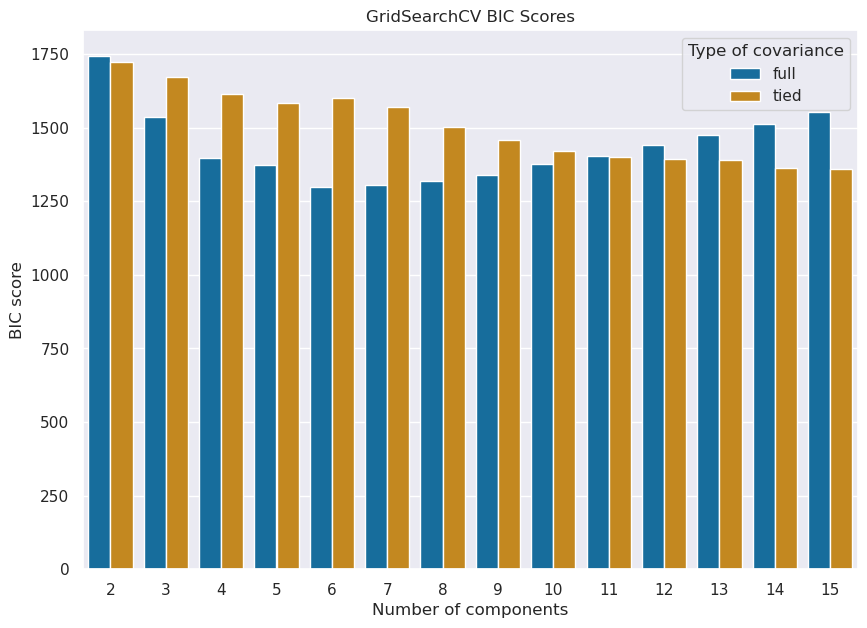 GridSearchCV BIC Scores
Type of covariance
full
tied
BIC score
1750
1500
1250
1000
750
500
250
0
2 3 4 5 6 7 8 9 10 11 12 13 14 15
Number of components